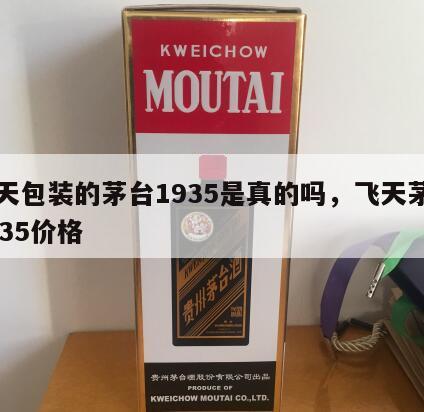 KWEICHOW
MOUTAI
天包装的茅台1935是真的吗，飞天茅
35价格
贵州茅台酒
贵州茅台酒股份有限公司出品
PRODUCE OF
KWEICHOW MOUTAI CO.,LTD.